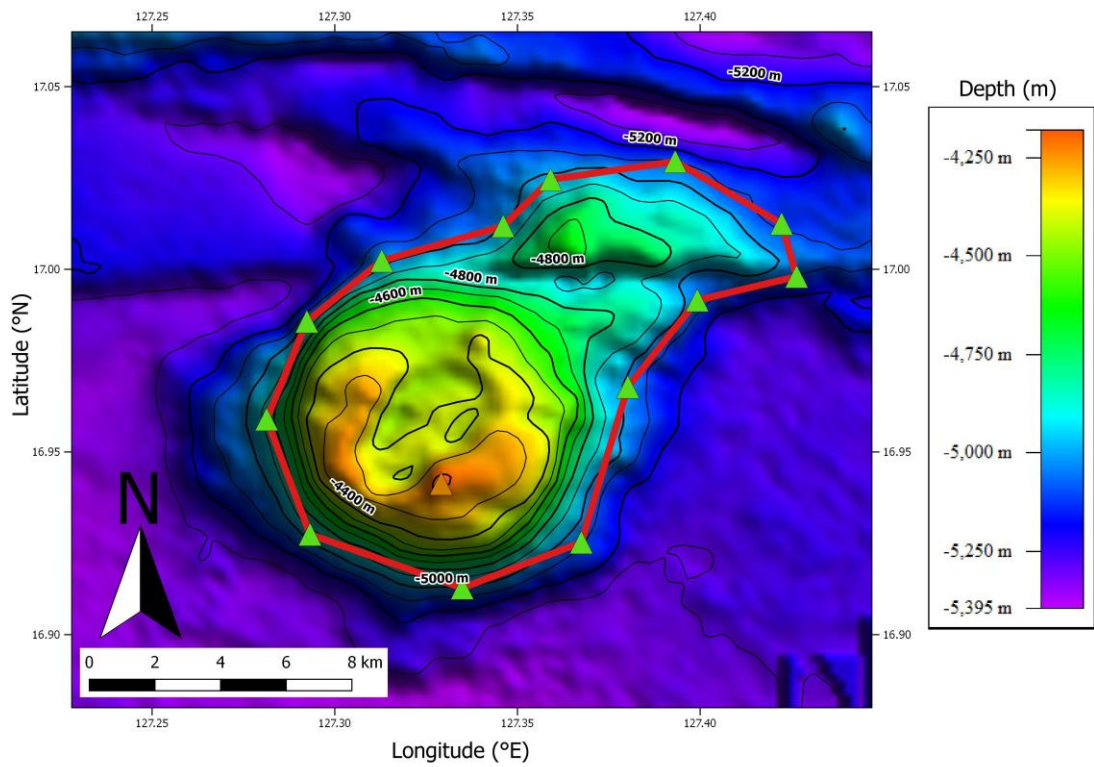 127.25 127.30 127.35 127.40
17.05
17.00
16.95
16.90
Latitude (°N)
17.05
17.00
16.95
16.90
-5200 m
-5200 m
-4800 m
-4800 m
-4600 m
-4400 m
-5000 m
N
0 2 4 6 8 km
127.25 127.30 127.35 127.40
Longitude (°E)
Depth (m)
-4,250 m
-4,500 m
-4,750 m
-5,000 m
-5,250 m
-5,395 m